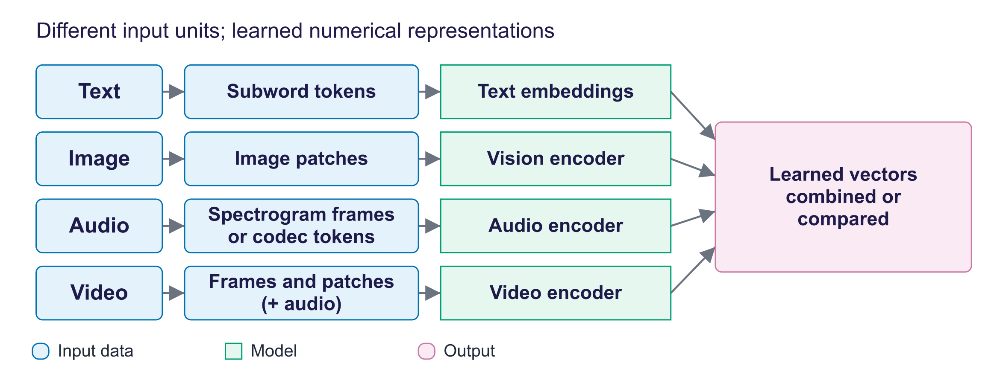 Different input units; learned numerical representations
Text
Subword tokens
Text embeddings
Image
Image patches
Vision encoder
Audio
Spectrogram frames
or codec tokens
Audio encoder
Video
Frames and patches
(+ audio)
Video encoder
Learned vectors
combined or
compared
Input data
Model
Output